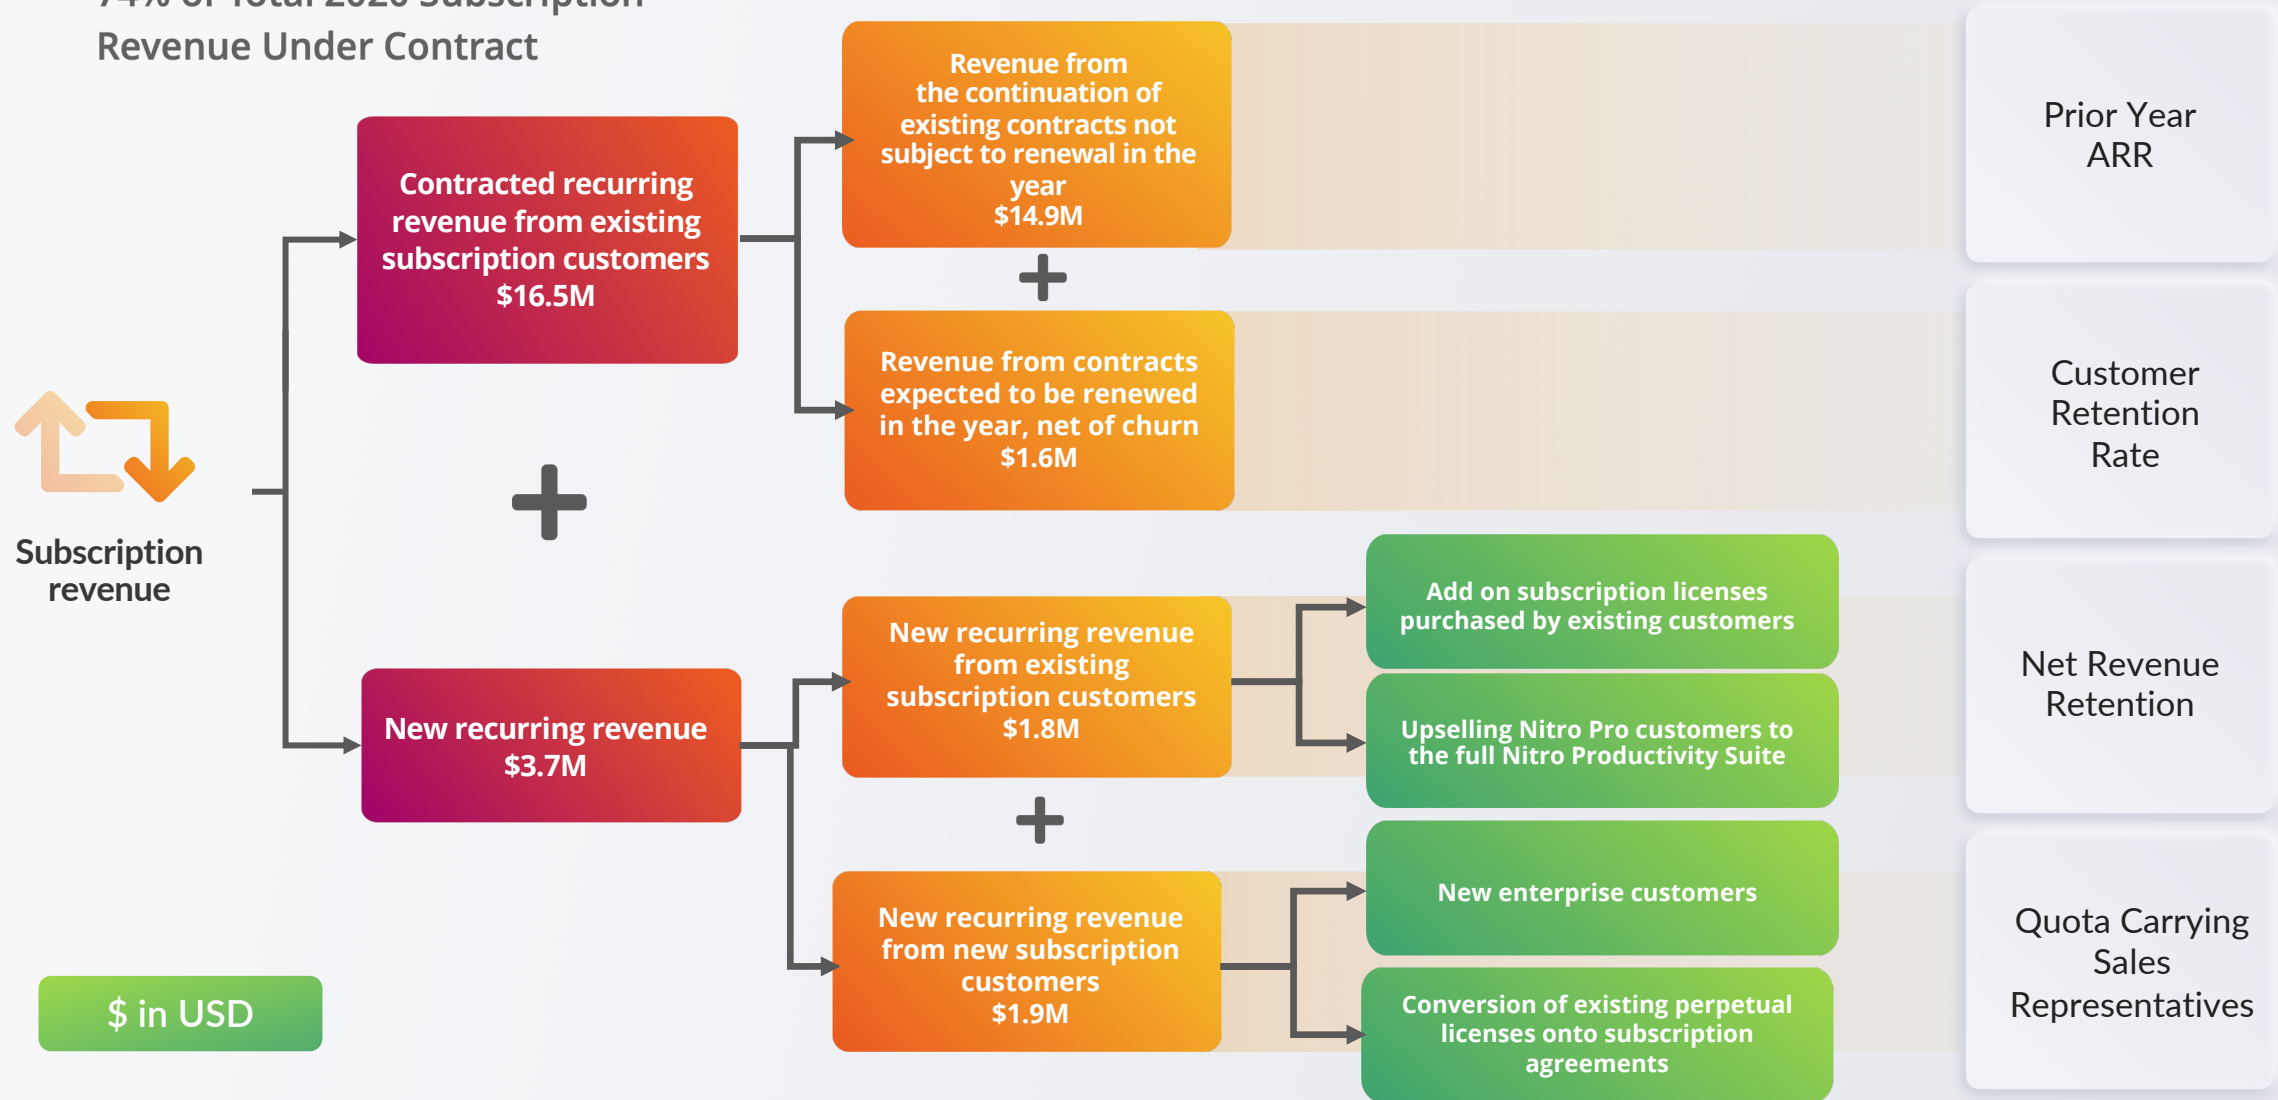 74% of Total 2020 Subscription
Revenue Under Contract
Revenue from
the continuation of
existing contracts not
subject to renewal in the
year
$14.9M
Prior Year
ARR
Contracted recurring
revenue from existing
subscription customers
$16.5M
Revenue from contracts
expected to be renewed
in the year, net of churn
$1.6M
Customer
Retention
Rate
Subscription
revenue
New recurring revenue
$3.7M
New recurring revenue
from existing
subscription customers
$1.8M
Add on subscription licenses
purchased by existing customers
Upselling Nitro Pro customers to
the full Nitro Productivity Suite
Net Revenue
Retention
New recurring revenue
from new subscription
customers
$1.9M
New enterprise customers
Conversion of existing perpetual
licenses onto subscription
agreements
Quota Carrying
Sales
Representatives
$ in USD